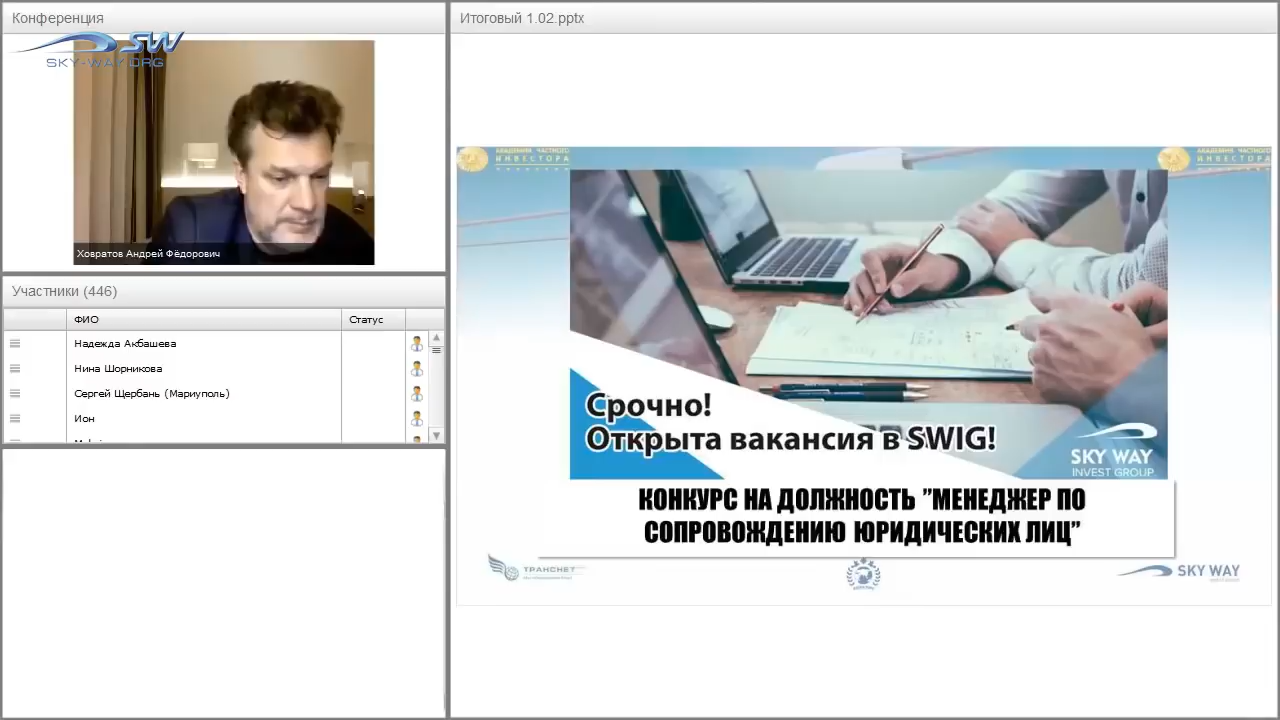 Конференция
SW
SKY-WAY.ORG
Ховратов Андрей Фёдорович
Участники (446)
ФИО Статус
Надежда Акбашева
Нина Шорникова
Сергей Щербань (Мариуполь)
Ион
Итоговый 1.02.pptx
АКАДЕМИЯ ЧАСТНОГО
ИНВЕСТОРА
АКАДЕМИЯ ЧАСТНОГО
ИНВЕСТОРА
Срочно!
Открыта вакансия в SWIG!
SKY WAY
INVEST GROUP
КОНКУРС НА ДОЛЖНОСТЬ ”МЕНЕДЖЕР ПО
СОПРОВОЖДЕНИЮ ЮРИДИЧЕСКИХ ЛИЦ”
ТРАНСНЕТ
SKY WAY